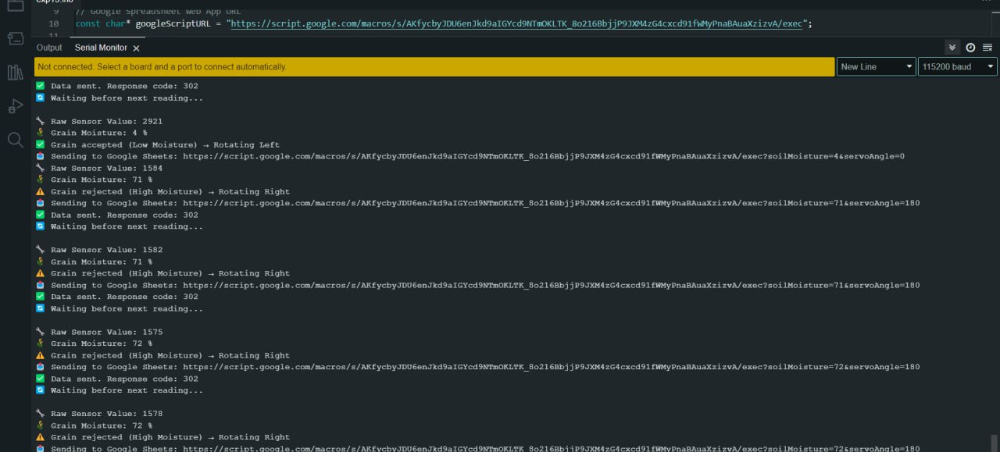 exp13.ino
9 // Google Spreadsheet Web App URL
10 const char* googleScriptURL = "https://script.google.com/macros/s/AKfycbyJDU6enJkd9aIGYcd9NTmOKLTK_8o216BbjjP9JXM4zG4cxcd91fWMyPnaBAuaXzizvA/exec";
11
Output Serial Monitor
Not connected. Select a board and a port to connect automatically. New Line 115200 baud
✅ Data sent. Response code: 302
🔄 Waiting before next reading...
🔧 Raw Sensor Value: 2921
🌾 Grain Moisture: 4 %
✅ Grain accepted (Low Moisture) → Rotating Left
📤 Sending to Google Sheets: https://script.google.com/macros/s/AKfycbyJDU6enJkd9aIGYcd9NTmOKLTK_8o216BbjjP9JXM4zG4cxcd91fWMyPnaBAuaXzizvA/exec?soilMoisture=4&servoAngle=0
🔧 Raw Sensor Value: 1584
🌾 Grain Moisture: 71 %
⚠️ Grain rejected (High Moisture) → Rotating Right
📤 Sending to Google Sheets: https://script.google.com/macros/s/AKfycbyJDU6enJkd9aIGYcd9NTmOKLTK_8o216BbjjP9JXM4zG4cxcd91fWMyPnaBAuaXzizvA/exec?soilMoisture=71&servoAngle=180
✅ Data sent. Response code: 302
🔄 Waiting before next reading...
🔧 Raw Sensor Value: 1582
🌾 Grain Moisture: 71 %
⚠️ Grain rejected (High Moisture) → Rotating Right
📤 Sending to Google Sheets: https://script.google.com/macros/s/AKfycbyJDU6enJkd9aIGYcd9NTmOKLTK_8o216BbjjP9JXM4zG4cxcd91fWMyPnaBAuaXzizvA/exec?soilMoisture=71&servoAngle=180
✅ Data sent. Response code: 302
🔄 Waiting before next reading...
🔧 Raw Sensor Value: 1575
🌾 Grain Moisture: 72 %
⚠️ Grain rejected (High Moisture) → Rotating Right
📤 Sending to Google Sheets: https://script.google.com/macros/s/AKfycbyJDU6enJkd9aIGYcd9NTmOKLTK_8o216BbjjP9JXM4zG4cxcd91fWMyPnaBAuaXzizvA/exec?soilMoisture=72&servoAngle=180
✅ Data sent. Response code: 302
🔄 Waiting before next reading...
🔧 Raw Sensor Value: 1578
🌾 Grain Moisture: 72 %
⚠️ Grain rejected (High Moisture) → Rotating Right
📤 Sending to Google Sheets: https://script.google.com/macros/s/AKfycbyJDU6enJkd9aIGYcd9NTmOKLTK_8o216BbjjP9JXM4zG4cxcd91fWMyPnaBAuaXzizvA/exec?soilMoisture=72&servoAngle=180